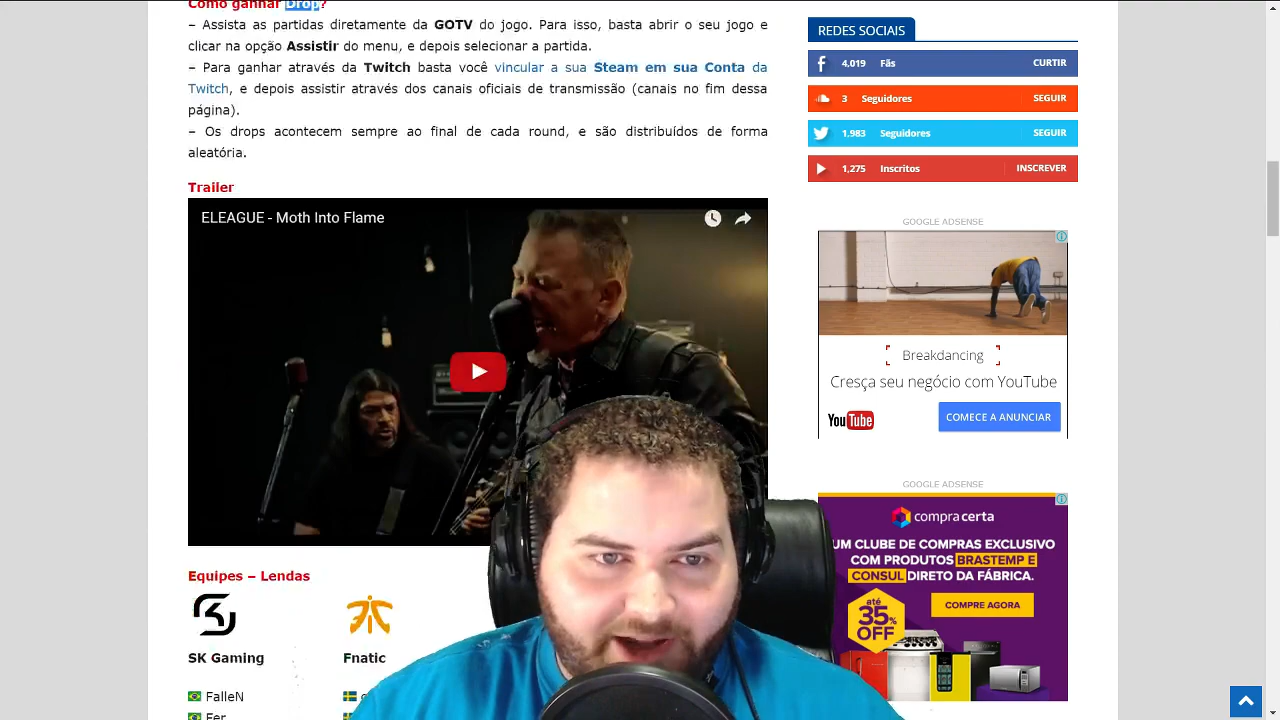 Como ganhar Drop?
– Assista as partidas diretamente da GOTV do jogo. Para isso, basta abrir o seu jogo e
clicar na opção Assistir do menu, e depois selecionar a partida.
– Para ganhar através da Twitch basta você vincular a sua Steam em sua Conta da
Twitch, e depois assistir através dos canais oficiais de transmissão (canais no fim dessa
página).
– Os drops acontecem sempre ao final de cada round, e são distribuídos de forma
aleatória.
Trailer
ELEAGUE - Moth Into Flame
Equipes – Lendas
SK Gaming
Fnatic
FalleN
Fer
REDES SOCIAIS
4,019 Fãs CURTIR
3 Seguidores SEGUIR
1,983 Seguidores SEGUIR
1,275 Inscritos INSCREVER
GOOGLE ADSENSE
Breakdancing
Cresça seu negócio com YouTube
YouTube
COMECE A ANUNCIAR
GOOGLE ADSENSE
compracerta
UM CLUBE DE COMPRAS EXCLUSIVO
COM PRODUTOS BRASTEMP E
CONSUL DIRETO DA FÁBRICA.
até
35%
OFF
COMPRE AGORA